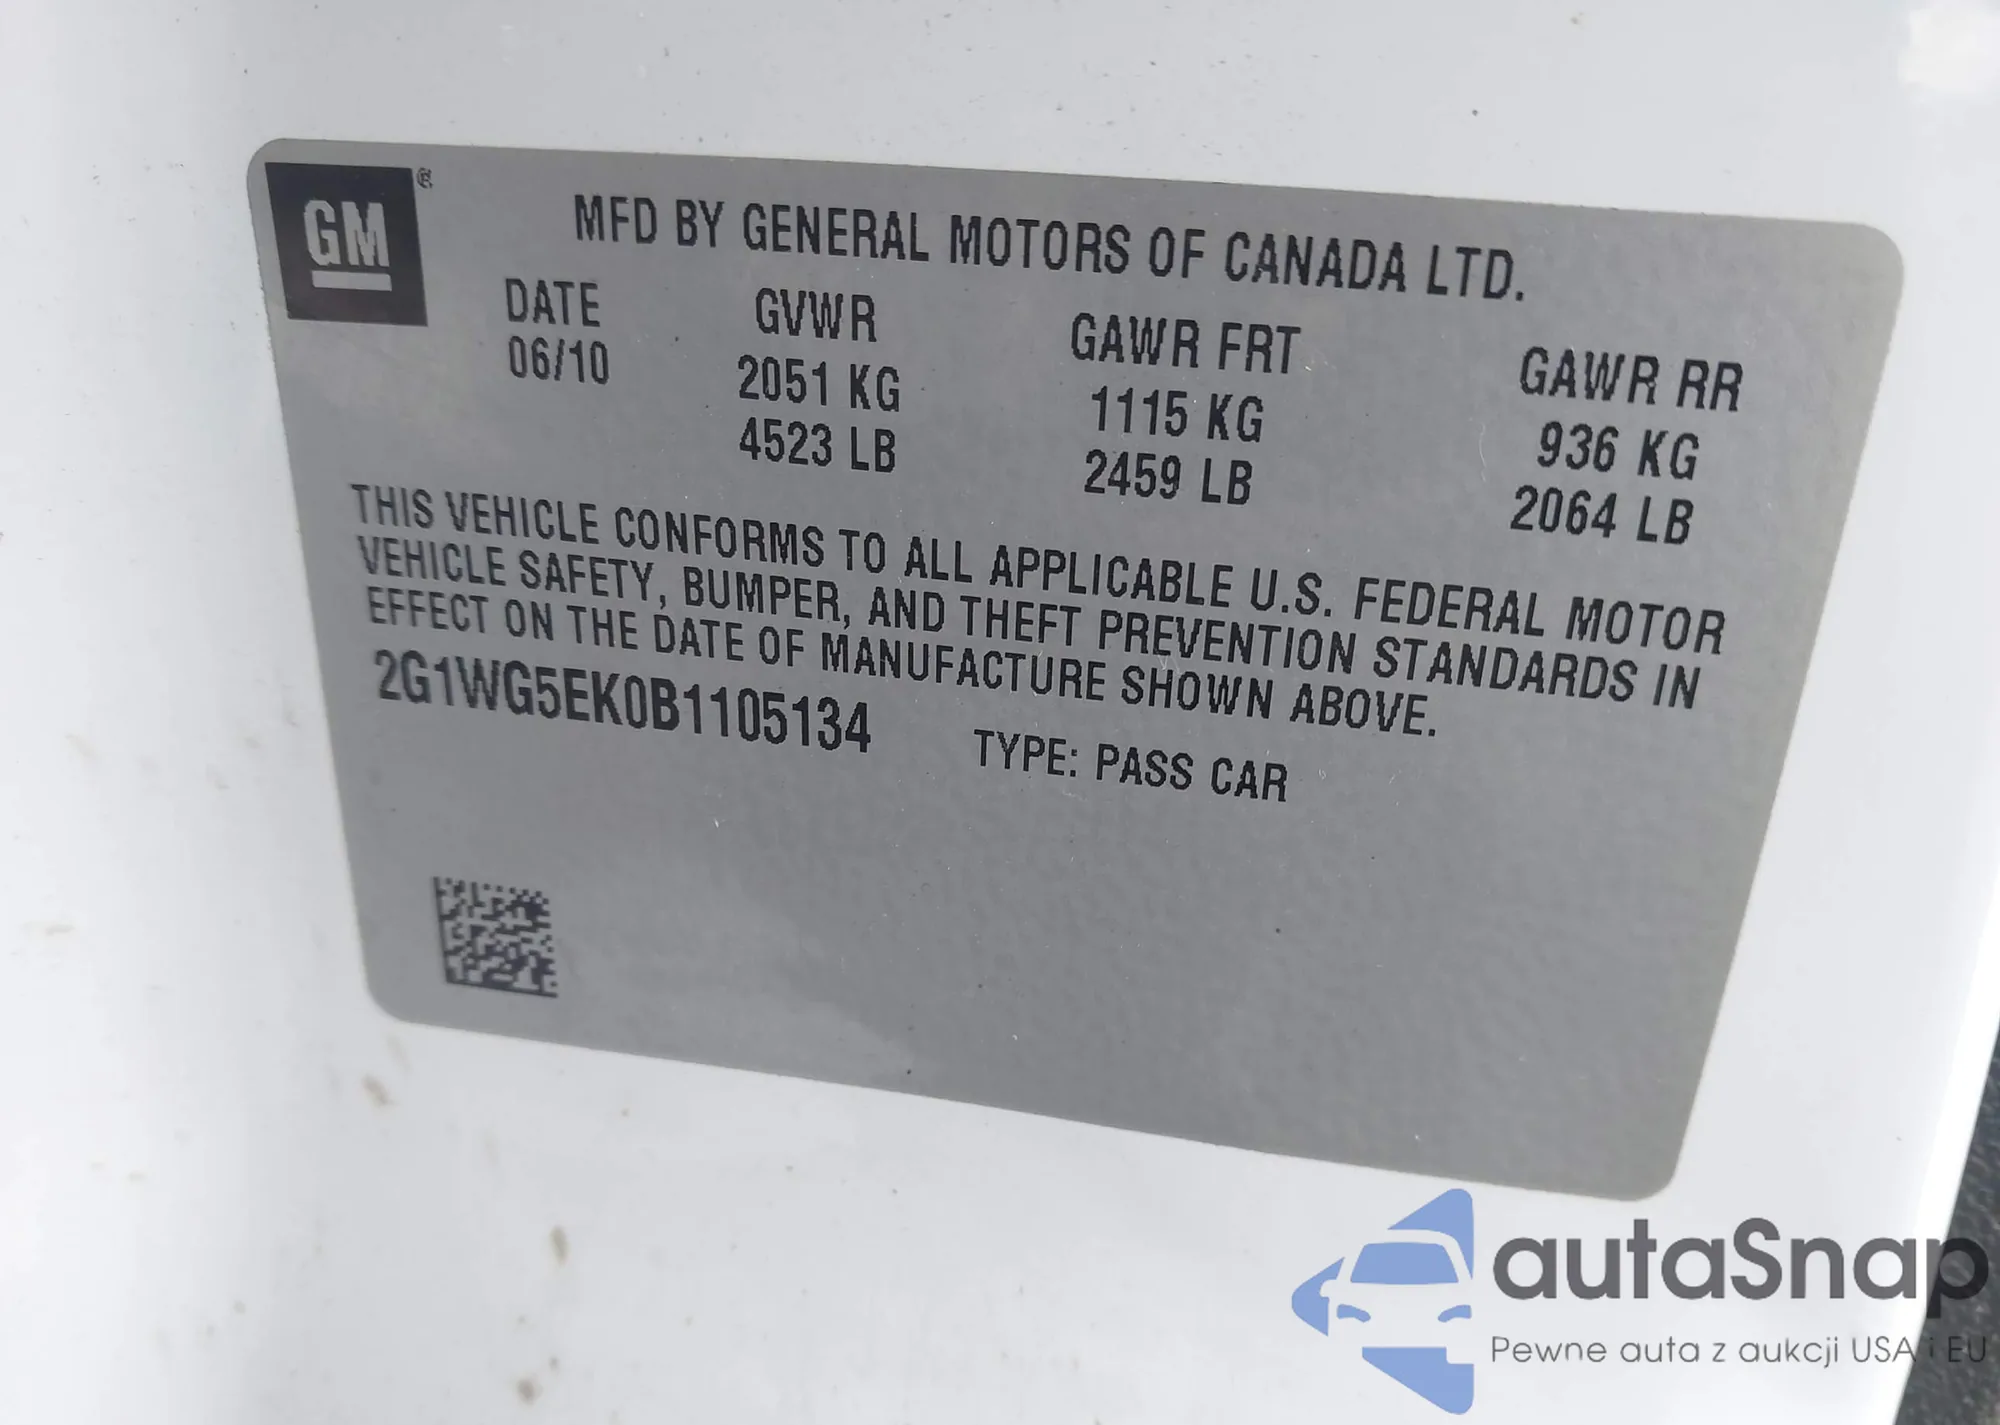 GM ®
MFD BY GENERAL MOTORS OF CANADA LTD.
DATE GVWR GAWR FRT GAWR RR
06/10 2051 KG 1115 KG 936 KG
4523 LB 2459 LB 2064 LB
THIS VEHICLE CONFORMS TO ALL APPLICABLE U.S. FEDERAL MOTOR
VEHICLE SAFETY, BUMPER, AND THEFT PREVENTION STANDARDS IN
EFFECT ON THE DATE OF MANUFACTURE SHOWN ABOVE.
2G1WG5EK0B1105134 TYPE: PASS CAR
autaSnap
Pewne auta z aukcji USA i EU